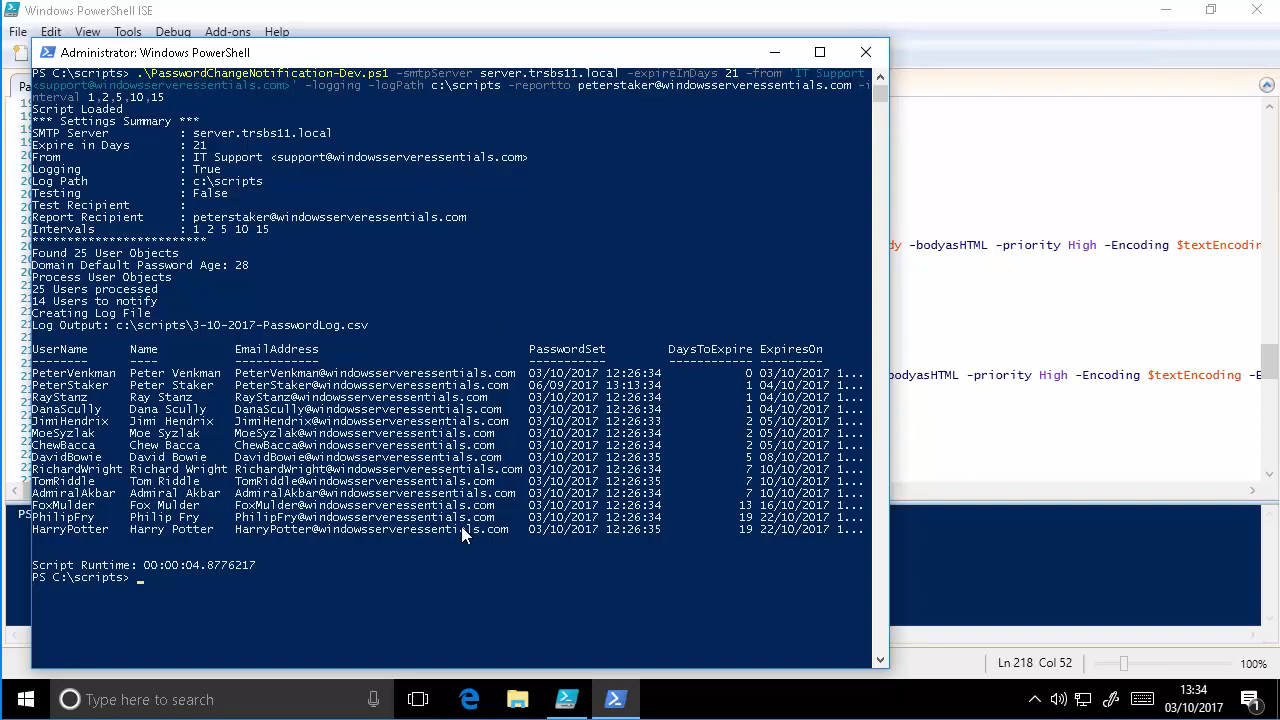 Windows PowerShell ISE
File Edit View Tools Debug Add-ons Help
Administrator: Windows PowerShell
PS C:\scripts> .\PasswordChangeNotification-Dev.ps1 -smtpServer server.trsbs11.local -expireInDays 21 -from 'IT Support
<support@windowsserveressentials.com>' -logging -logPath c:\scripts -reportto peterstaker@windowsserveressentials.com -i
nterval 1,2,5,10,15
Script Loaded
*** Settings Summary ***
SMTP Server : server.trsbs11.local
Expire in Days : 21
From : IT Support <support@windowsserveressentials.com>
Logging : True
Log Path : c:\scripts
Testing : False
Test Recipient :
Report Recipient : peterstaker@windowsserveressentials.com
Intervals : 1 2 5 10 15
*************************
Found 25 User Objects
dy -bodyasHTML -priority High -Encoding $textEncodin
Domain Default Password Age: 28
Process User Objects
25 Users processed
14 Users to notify
Creating Log File
Log Output: c:\scripts\3-10-2017-PasswordLog.csv
UserName Name EmailAddress PasswordSet DaysToExpire ExpiresOn
-------- ---- ------------ ----------- ------------ ---------
PeterVenkman Peter Venkman PeterVenkman@windowsserveressentials.com 03/10/2017 12:26:34 0 03/10/2017 1...
bodyasHTML -priority High -Encoding $textEncoding -E
PeterStaker Peter Staker PeterStaker@windowsserveressentials.com 06/09/2017 13:13:34 1 04/10/2017 1...
RayStanz Ray Stanz RayStanz@windowsserveressentials.com 03/10/2017 12:26:34 1 04/10/2017 1...
DanaScully Dana Scully DanaScully@windowsserveressentials.com 03/10/2017 12:26:34 1 04/10/2017 1...
JimiHendrix Jimi Hendrix JimiHendrix@windowsserveressentials.com 03/10/2017 12:26:33 2 05/10/2017 1...
MoeSyzlak Moe Syzlak MoeSyzlak@windowsserveressentials.com 03/10/2017 12:26:34 2 05/10/2017 1...
ChewBacca Chew Bacca ChewBacca@windowsserveressentials.com 03/10/2017 12:26:34 2 05/10/2017 1...
DavidBowie David Bowie DavidBowie@windowsserveressentials.com 03/10/2017 12:26:35 5 08/10/2017 1...
RichardWright Richard Wright RichardWright@windowsserveressentials.com 03/10/2017 12:26:34 7 10/10/2017 1...
TomRiddle Tom Riddle TomRiddle@windowsserveressentials.com 03/10/2017 12:26:35 7 10/10/2017 1...
AdmiralAkbar Admiral Akbar AdmiralAkbar@windowsserveressentials.com 03/10/2017 12:26:34 7 10/10/2017 1...
FoxMulder Fox Mulder FoxMulder@windowsserveressentials.com 03/10/2017 12:26:34 13 16/10/2017 1...
PhilipFry Philip Fry PhilipFry@windowsserveressentials.com 03/10/2017 12:26:34 19 22/10/2017 1...
HarryPotter Harry Potter HarryPotter@windowsserveressentials.com 03/10/2017 12:26:35 19 22/10/2017 1...
Script Runtime: 00:00:04.8776217
PS C:\scripts> _
Ln 218 Col 52 100%
Type here to search
13:34
03/10/2017